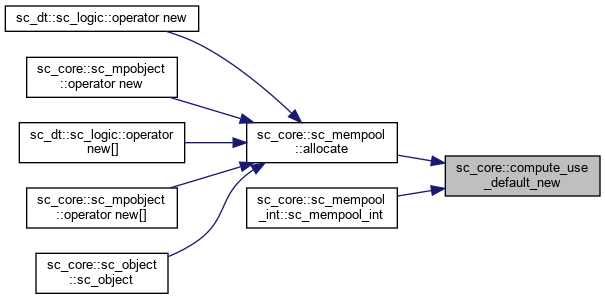 sc_dt::sc_logic::operator new
sc_core::sc_mpobject
::operator new
sc_dt::sc_logic::operator
new[]
sc_core::sc_mpobject
::operator new[]
sc_core::sc_object
::sc_object
sc_core::sc_mempool
::allocate
sc_core::sc_mempool
_int::sc_mempool_int
sc_core::compute_use
_default_new